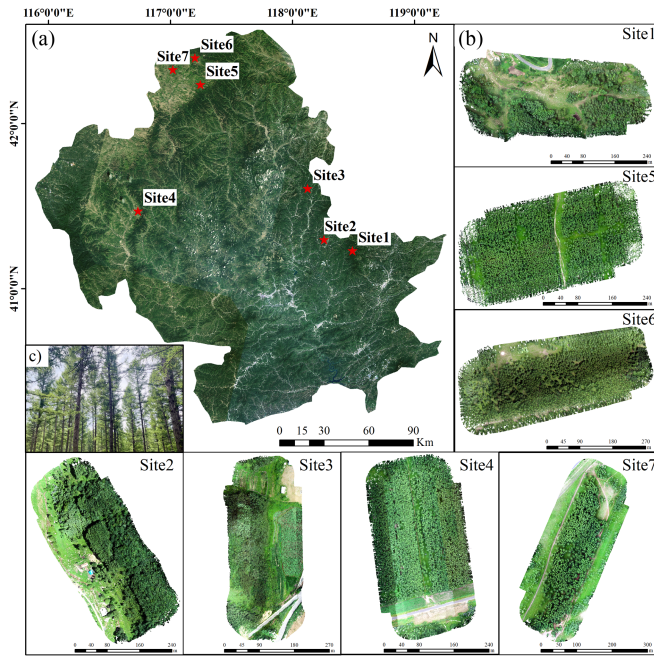 116°0'0"E 117°0'0"E 118°0'0"E 119°0'0"E
(a)
N
42°0'0"N
41°0'0"N
Site6
Site7
Site5
Site3
Site4
Site2
Site1
0 15 30 60 90
Km
c)
(b)
Site1
0 40 80 160 240
m
Site5
0 40 80 160 240
m
Site6
0 45 90 180 270
m
Site2
0 40 80 160 240
m
Site3
0 45 90 180 270
m
Site4
0 40 80 160 240
m
Site7
0 50 100 200 300
m